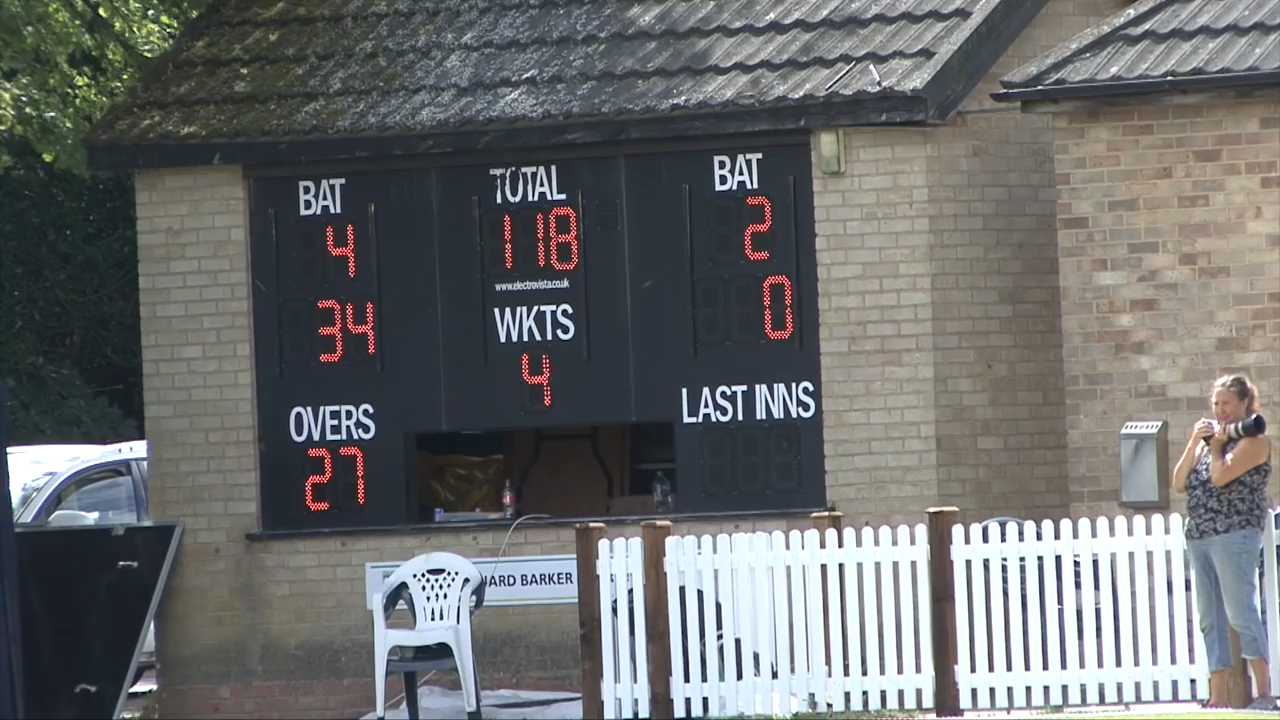 BAT TOTAL BAT
4 118 2
www.electrovista.co.uk
34 WKTS 0
4
OVERS LAST INNS
27
ARD BARKER